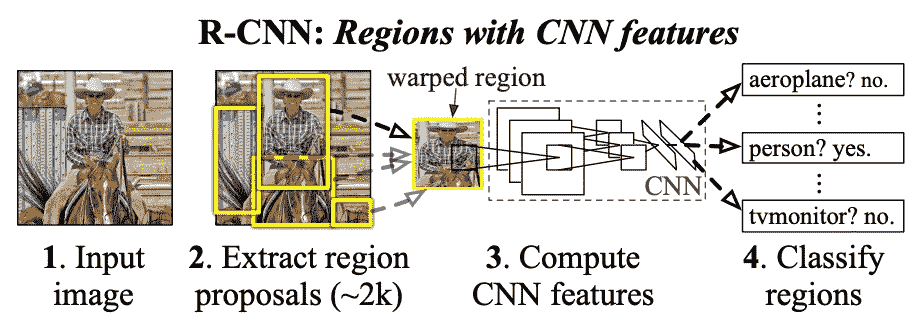 R-CNN: Regions with CNN features
warped region
aeroplane? no.
⋮
person? yes.
⋮
tvmonitor? no.
CNN
1. Input
image
2. Extract region
proposals (~2k)
3. Compute
CNN features
4. Classify
regions